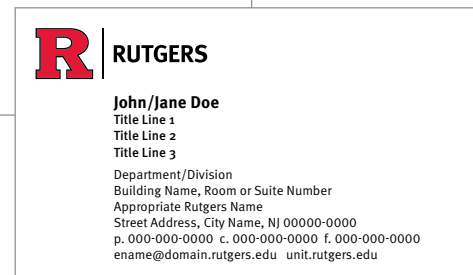 R RUTGERS
John/Jane Doe
Title Line 1
Title Line 2
Title Line 3
Department/Division
Building Name, Room or Suite Number
Appropriate Rutgers Name
Street Address, City Name, NJ 00000-0000
p. 000-000-0000 c. 000-000-0000 f. 000-000-0000
ename@domain.rutgers.edu unit.rutgers.edu